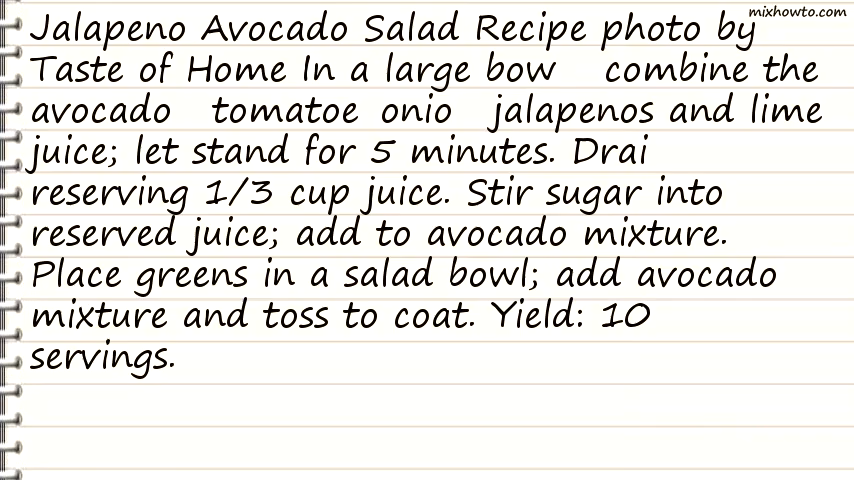 mixhowto.com
Jalapeno Avocado Salad Recipe photo by
Taste of Home In a large bow combine the
avocado tomatoe onio jalapenos and lime
juice; let stand for 5 minutes. Drai
reserving 1/3 cup juice. Stir sugar into
reserved juice; add to avocado mixture.
Place greens in a salad bowl; add avocado
mixture and toss to coat. Yield: 10
servings.